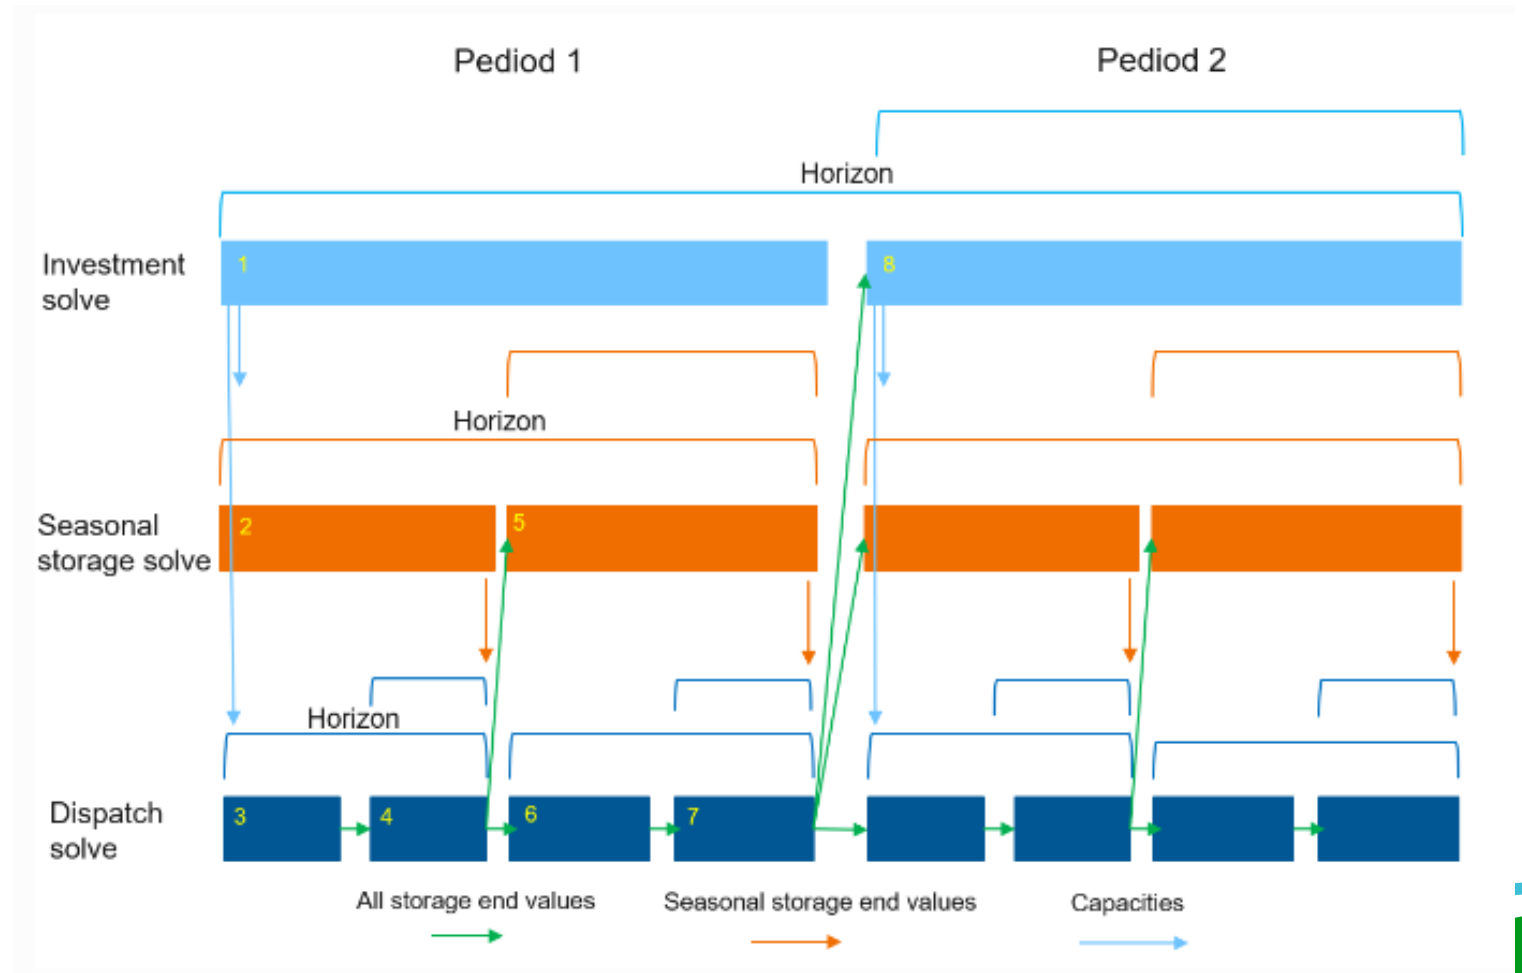 Pediod 1
Pediod 2
Horizon
Investment
solve
1
8
Horizon
Seasonal
storage solve
2
5
Horizon
Dispatch
solve
3
4
6
7
All storage end values
Seasonal storage end values
Capacities